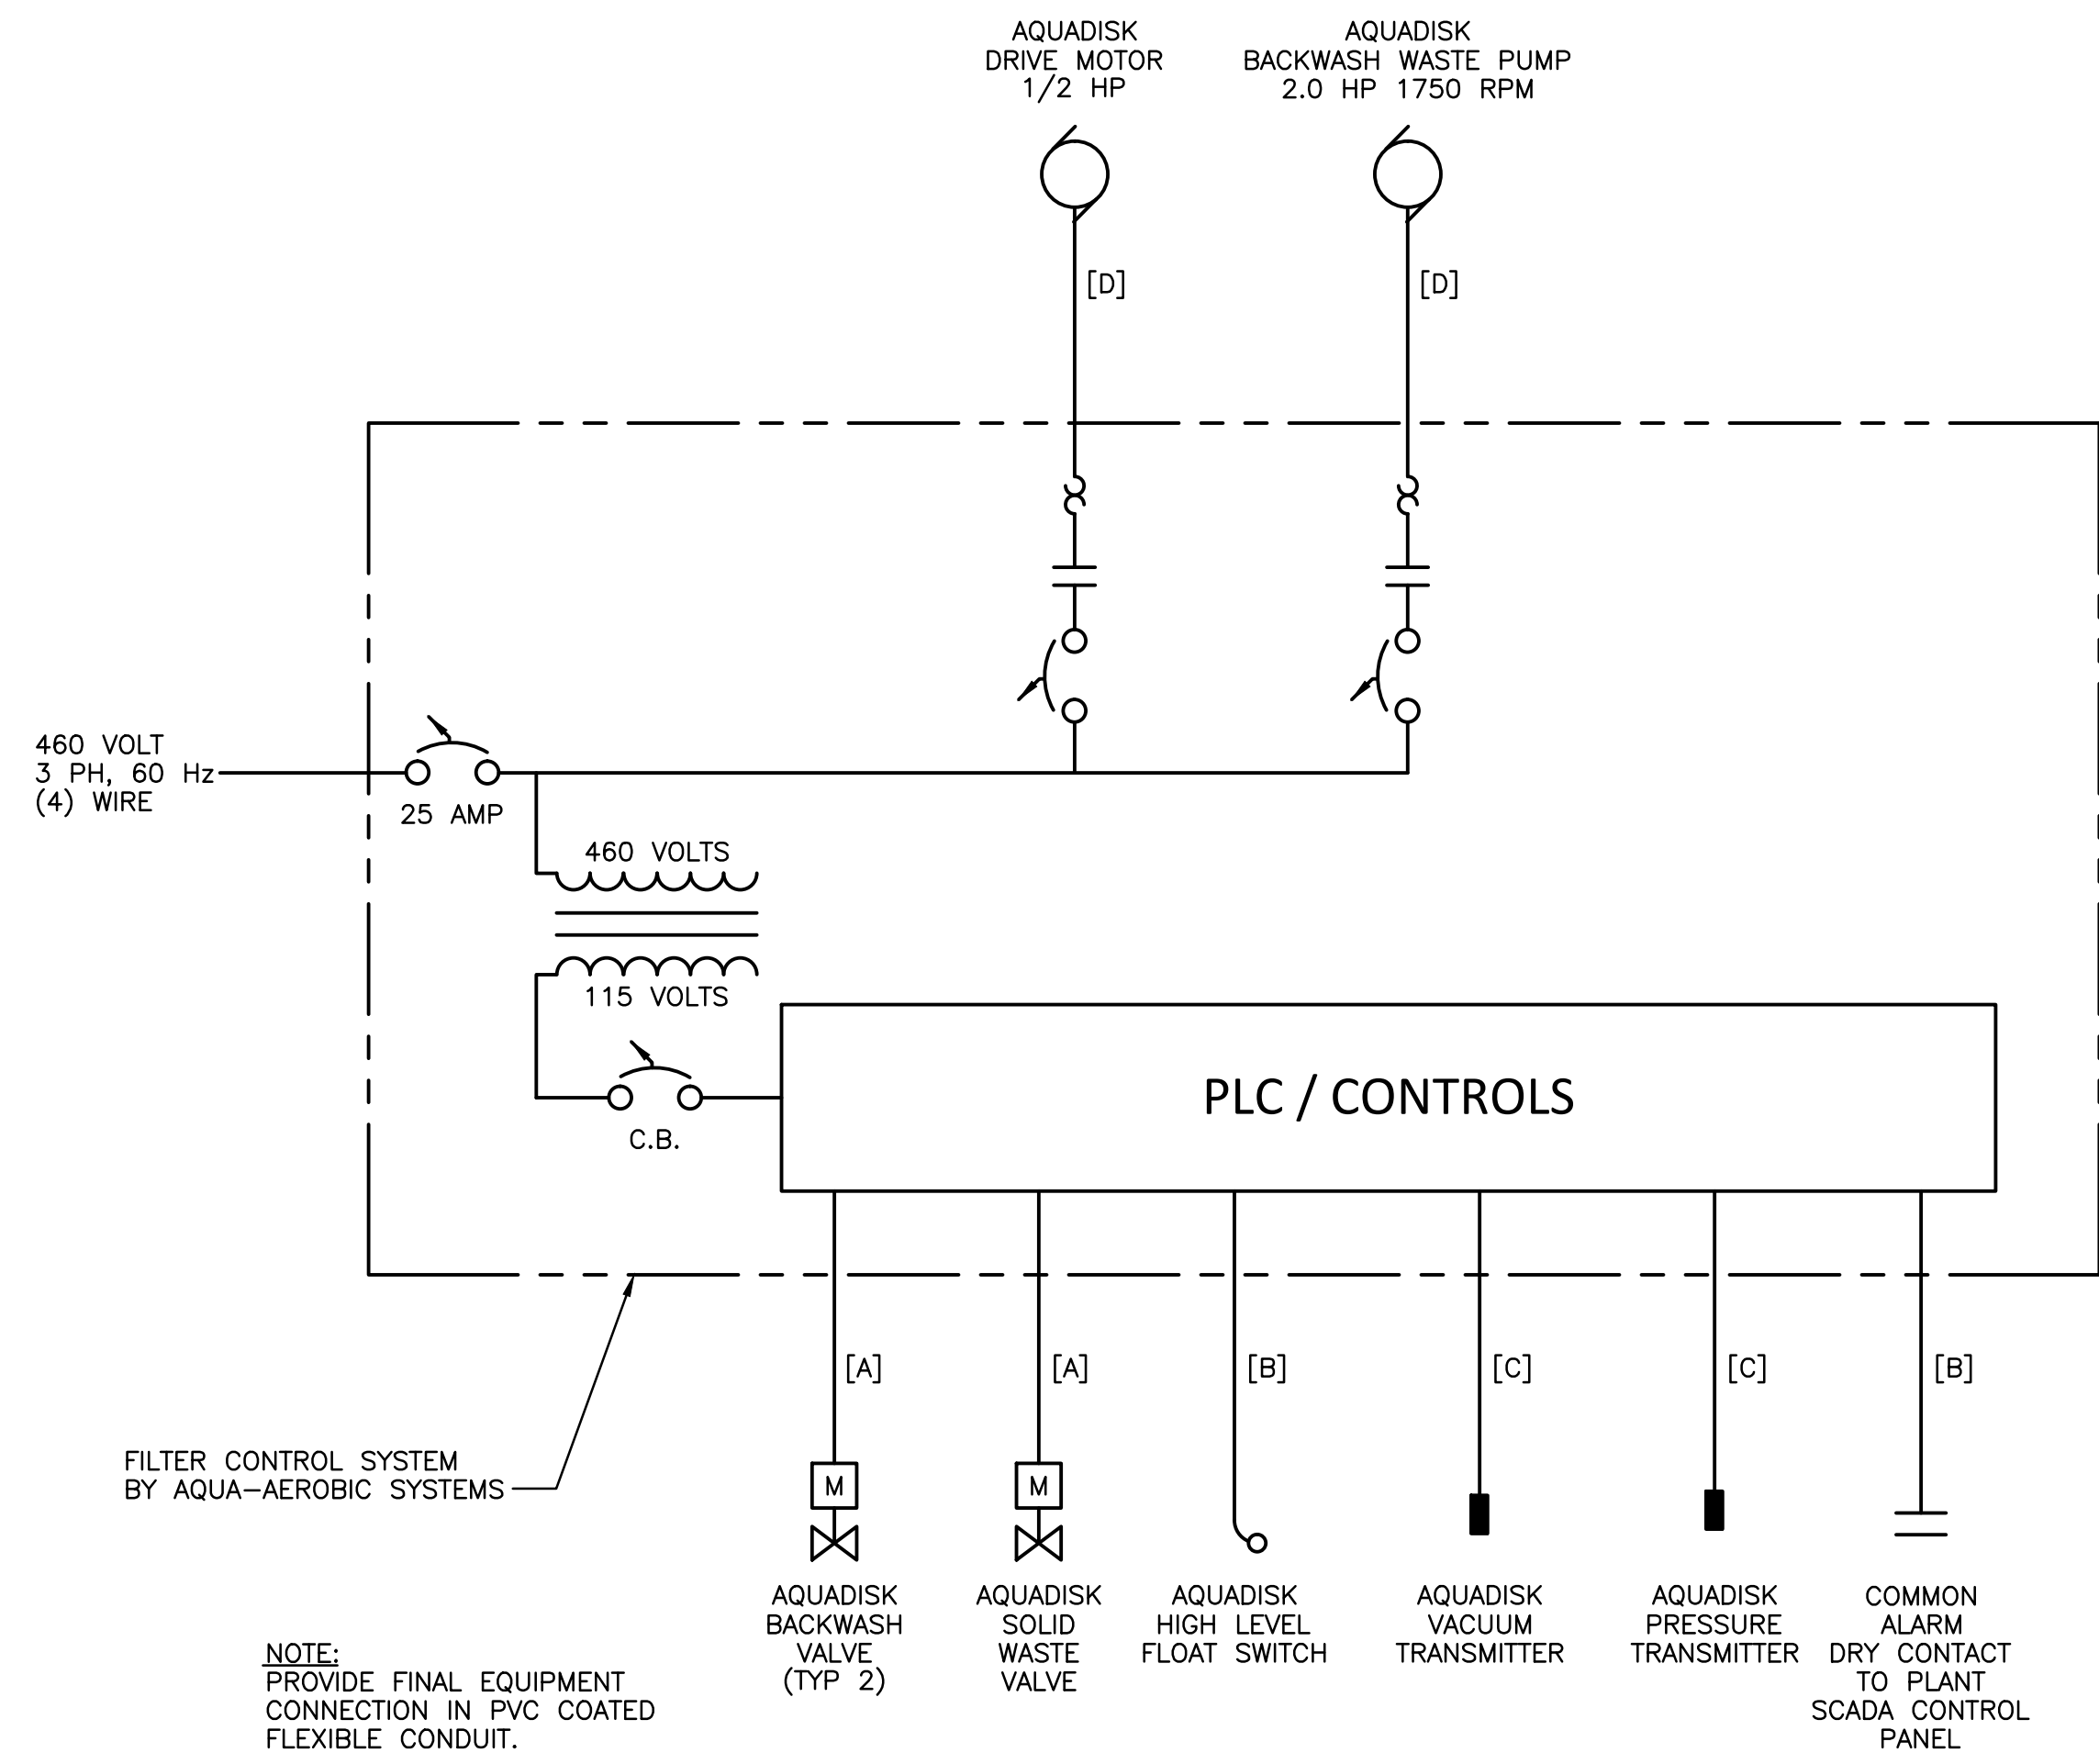 AQUADISK
DRIVE MOTOR
1/2 HP
AQUADISK
BACKWASH WASTE PUMP
2.0 HP 1750 RPM
[D]
[D]
460 VOLT
3 PH, 60 Hz
(4) WIRE
25 AMP
460 VOLTS
115 VOLTS
C.B.
PLC / CONTROLS
[A]
[A]
[B]
[C]
[C]
[B]
FILTER CONTROL SYSTEM
BY AQUA-AEROBIC SYSTEMS
M
M
AQUADISK
BACKWASH
VALVE
(TYP 2)
AQUADISK
SOLID
WASTE
VALVE
AQUADISK
HIGH LEVEL
FLOAT SWITCH
AQUADISK
VACUUM
TRANSMITTER
AQUADISK
PRESSURE
TRANSMITTER
COMMON
ALARM
DRY CONTACT
TO PLANT
SCADA CONTROL
PANEL
NOTE:
PROVIDE FINAL EQUIPMENT
CONNECTION IN PVC COATED
FLEXIBLE CONDUIT.